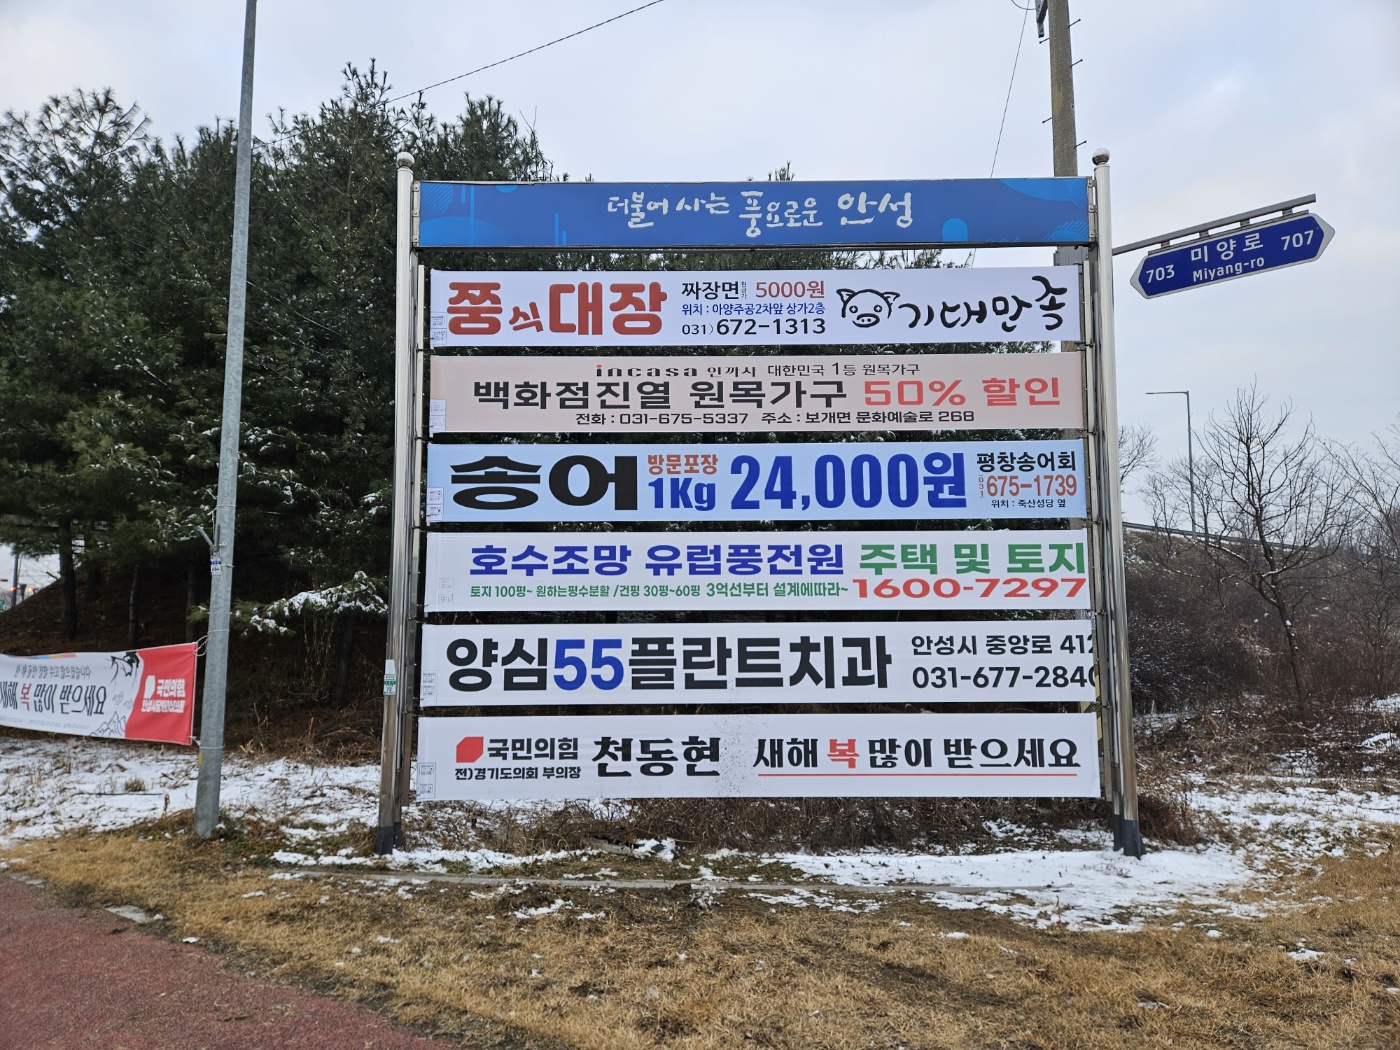 더불어 사는 풍요로운 안성
쭝식대장
짜장면 5000원
위치 : 아양주공2차앞 상가2층
031) 672-1313
기대만족
incasa 인까사 대한민국 1등 원목가구
백화점진열 원목가구 50% 할인
전화 : 031-675-5337 주소 : 보개면 문화예술로 268
송어
방문포장
1Kg
24,000원
평창송어회
031 675-1739
위치 : 죽산성당 옆
호수조망 유럽풍전원 주택 및 토지
토지 100평~ 원하는평수분할 /건평 30평~60평 3억선부터 설계에따라~ 1600-7297
양심55플란트치과
안성시 중앙로 412
031-677-2840
국민의힘
전)경기도의회 부의장
천동현
새해 복 많이 받으세요
703 미양로 707
Miyang-ro
새해 복 많이 받으세요
국민의힘